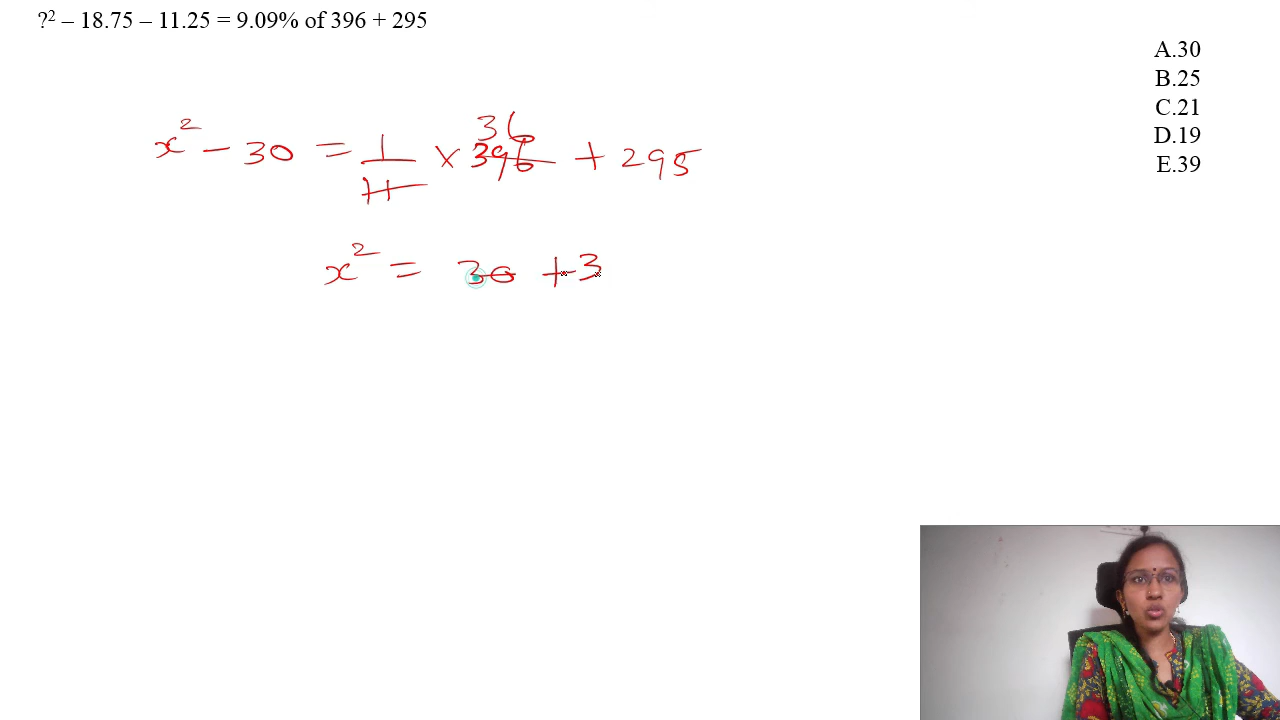 ?² – 18.75 – 11.25 = 9.09% of 396 + 295
A.30
B.25
C.21
D.19
E.39
36
x² – 30 = 1/11 × 396 + 295
x² = 30 + 3